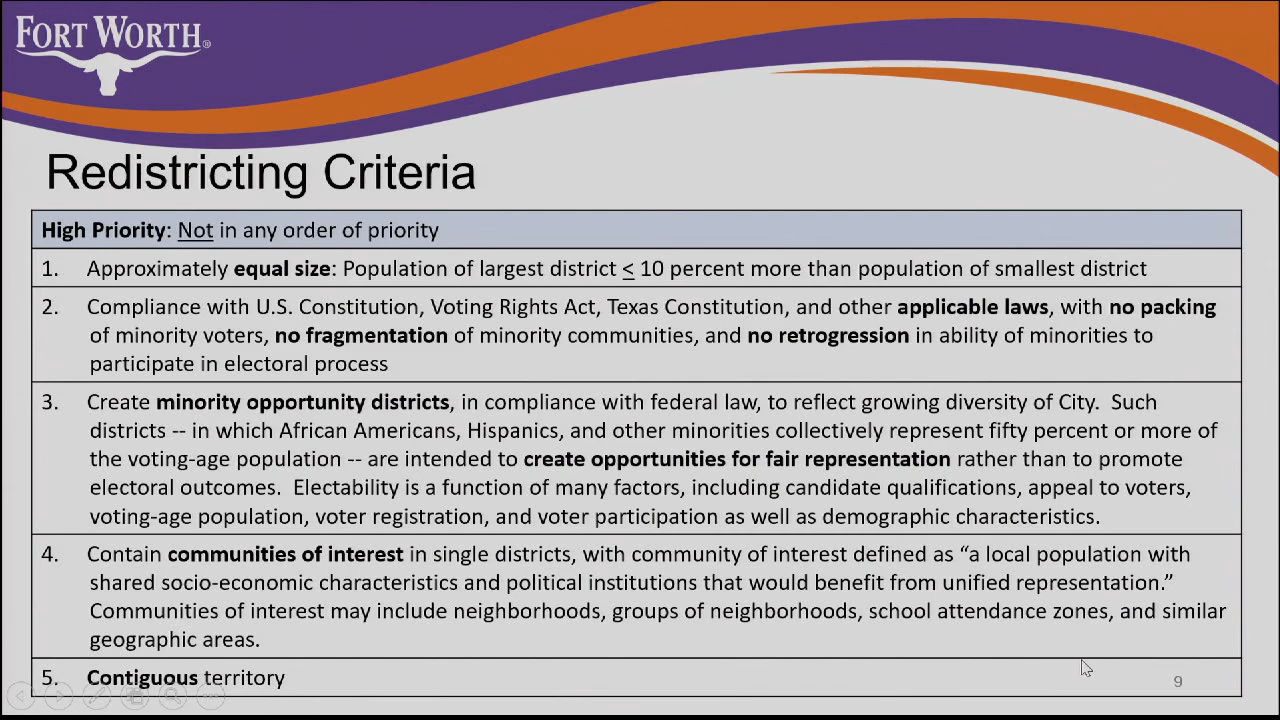 FORT WORTH®
Redistricting Criteria
High Priority: Not in any order of priority
1. Approximately equal size: Population of largest district < 10 percent more than population of smallest district
2. Compliance with U.S. Constitution, Voting Rights Act, Texas Constitution, and other applicable laws, with no packing
of minority voters, no fragmentation of minority communities, and no retrogression in ability of minorities to
participate in electoral process
3. Create minority opportunity districts, in compliance with federal law, to reflect growing diversity of City. Such
districts -- in which African Americans, Hispanics, and other minorities collectively represent fifty percent or more of
the voting-age population -- are intended to create opportunities for fair representation rather than to promote
electoral outcomes. Electability is a function of many factors, including candidate qualifications, appeal to voters,
voting-age population, voter registration, and voter participation as well as demographic characteristics.
4. Contain communities of interest in single districts, with community of interest defined as “a local population with
shared socio-economic characteristics and political institutions that would benefit from unified representation.”
Communities of interest may include neighborhoods, groups of neighborhoods, school attendance zones, and similar
geographic areas.
5. Contiguous territory
9